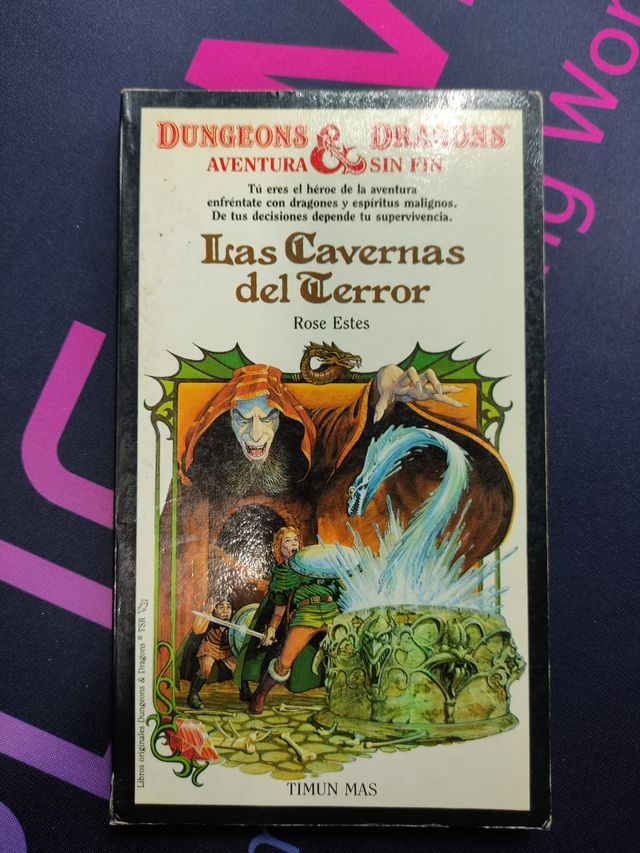 DUNGEONS & DRAGONS
AVENTURA SIN FIN
Tú eres el héroe de la aventura
enfréntate con dragones y espíritus malignos.
De tus decisiones depende tu supervivencia.
Las Cavernas
del Terror
Rose Estes
Libros originales Dungeons & Dragons ® TSR
TIMUN MAS